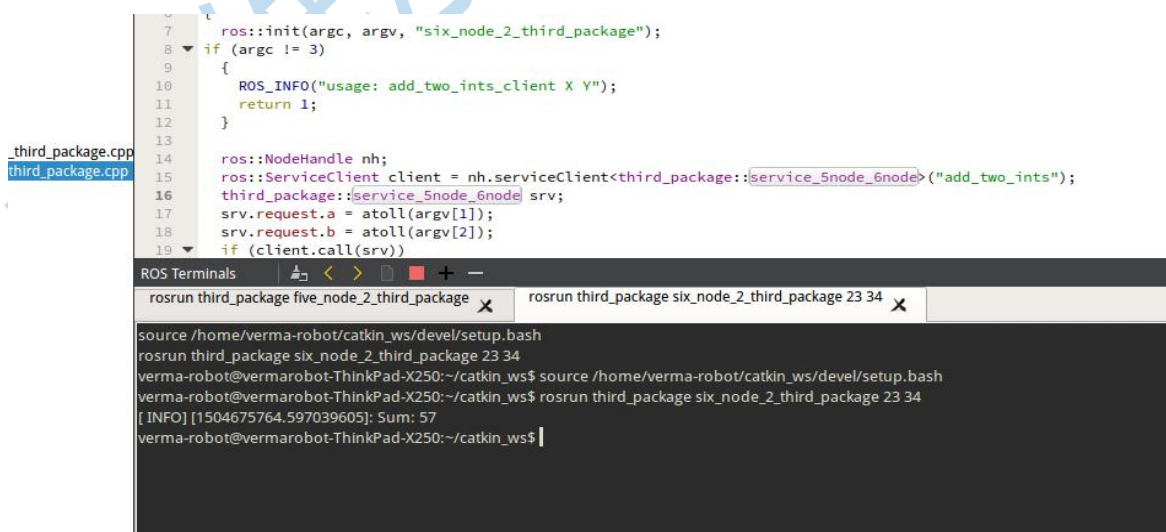 7 ros::init(argc, argv, "six_node_2_third_package");
8 if (argc != 3)
9 {
10 ROS_INFO("usage: add_two_ints_client X Y");
11 return 1;
12 }
13
_third_package.cpp
14 ros::NodeHandle nh;
third_package.cpp
15 ros::ServiceClient client = nh.serviceClient<third_package::service_5node_6node>("add_two_ints");
16 third_package::service_5node_6node srv;
17 srv.request.a = atoll(argv[1]);
18 srv.request.b = atoll(argv[2]);
19 if (client.call(srv))
ROS Terminals
rosrun third_package five_node_2_third_package
rosrun third_package six_node_2_third_package 23 34
source /home/verma-robot/catkin_ws/devel/setup.bash
rosrun third_package six_node_2_third_package 23 34
verma-robot@vermarobot-ThinkPad-X250:~/catkin_ws$ source /home/verma-robot/catkin_ws/devel/setup.bash
verma-robot@vermarobot-ThinkPad-X250:~/catkin_ws$ rosrun third_package six_node_2_third_package 23 34
[ INFO] [1504675764.597039605]: Sum: 57
verma-robot@vermarobot-ThinkPad-X250:~/catkin_ws$